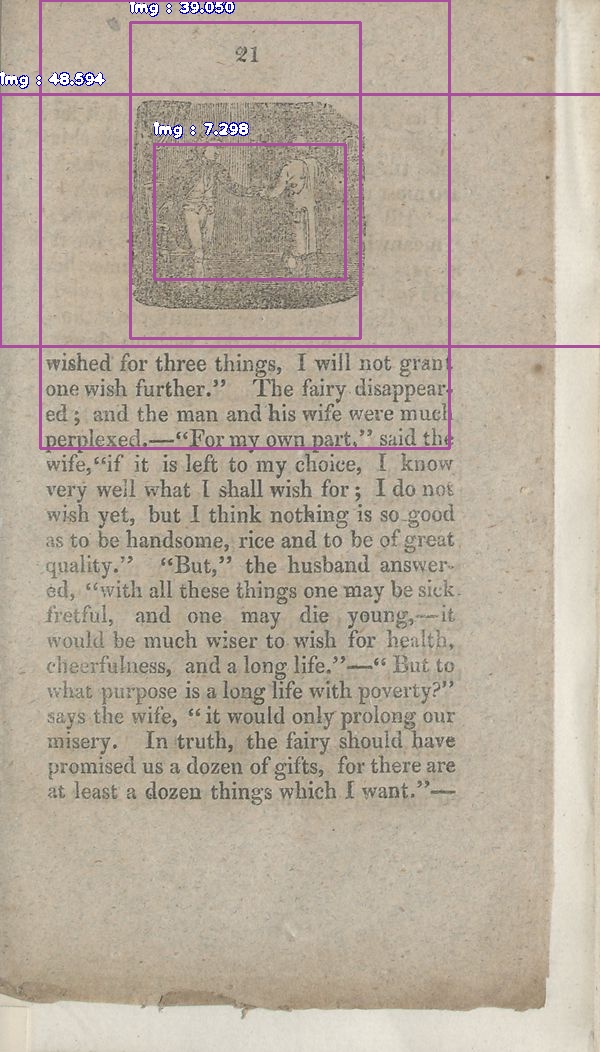 img : 39.050
21
img : 48.594
img : 7.298
wished for three things, I will not grant
one wish further.” The fairy disappear-
ed; and the man and his wife were much
perplexed.—“For my own part,” said the
wife,“if it is left to my choice, I know
very well what I shall wish for; I do not
wish yet, but I think nothing is so good
as to be handsome, rice and to be of great
quality.” “But,” the husband answer-
ed, “with all these things one may be sick
fretful, and one may die young,—it
would be much wiser to wish for health,
cheerfulness, and a long life.”—“ But to
what purpose is a long life with poverty?”
says the wife, “ it would only prolong our
misery. In truth, the fairy should have
promised us a dozen of gifts, for there are
at least a dozen things which I want.”—